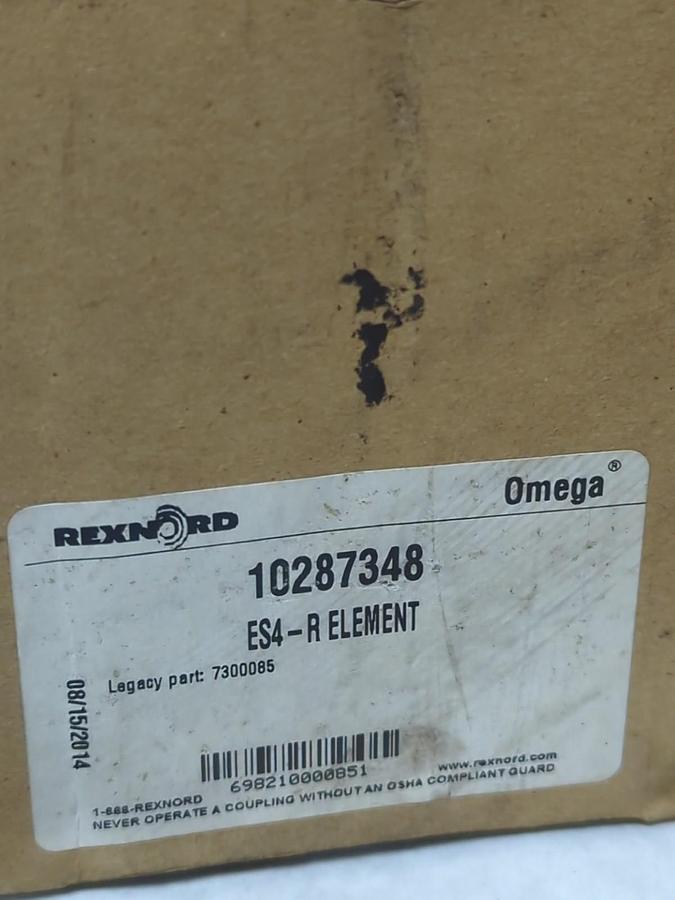 REXNORD
Omega®
10287348
ES4-R ELEMENT
Legacy part: 7300085
08/15/2014
698210000851
1-888-REXNORD
www.rexnord.com
NEVER OPERATE A COUPLING WITHOUT AN OSHA COMPLIANT GUARD